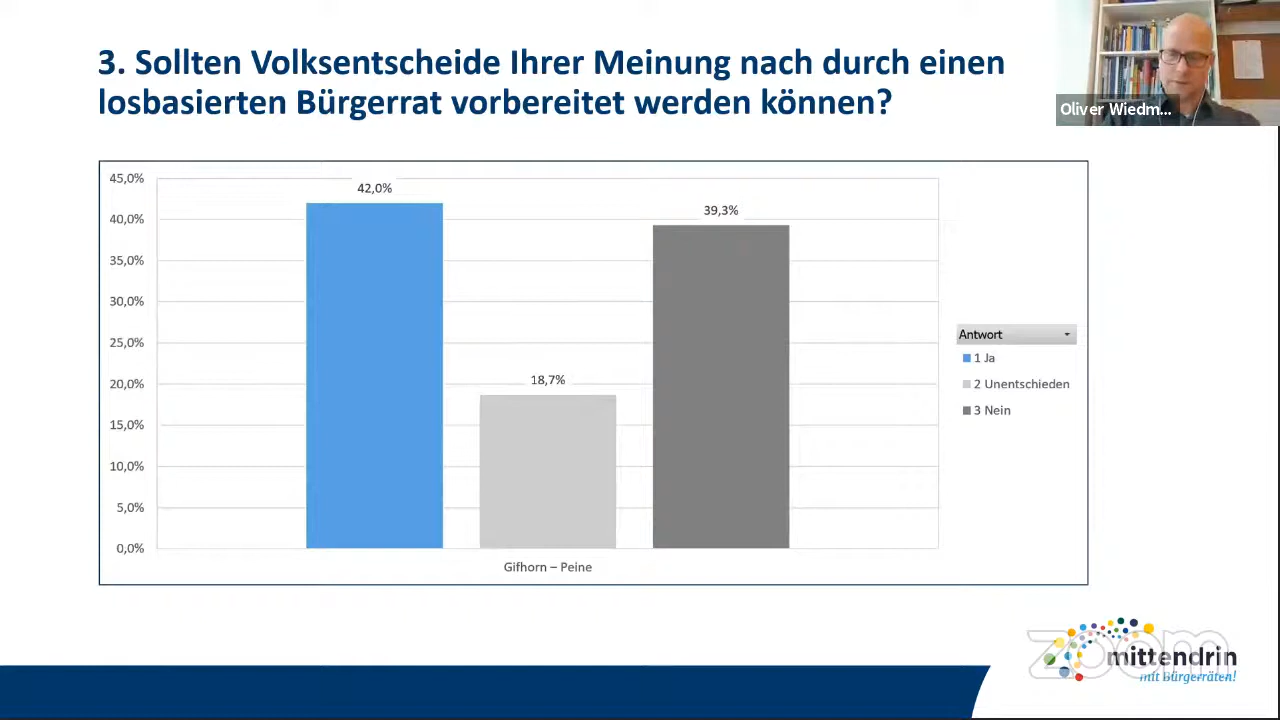 3. Sollten Volksentscheide Ihrer Meinung nach durch einen
losbasierten Bürgerrat vorbereitet werden können?
Oliver Wiedm...
45,0%
40,0%
35,0%
30,0%
25,0%
20,0%
15,0%
10,0%
5,0%
0,0%
42,0%
18,7%
39,3%
Gifhorn – Peine
Antwort
1 Ja
2 Unentschieden
3 Nein
zoom
mittendrin
mit Bürgerräten!